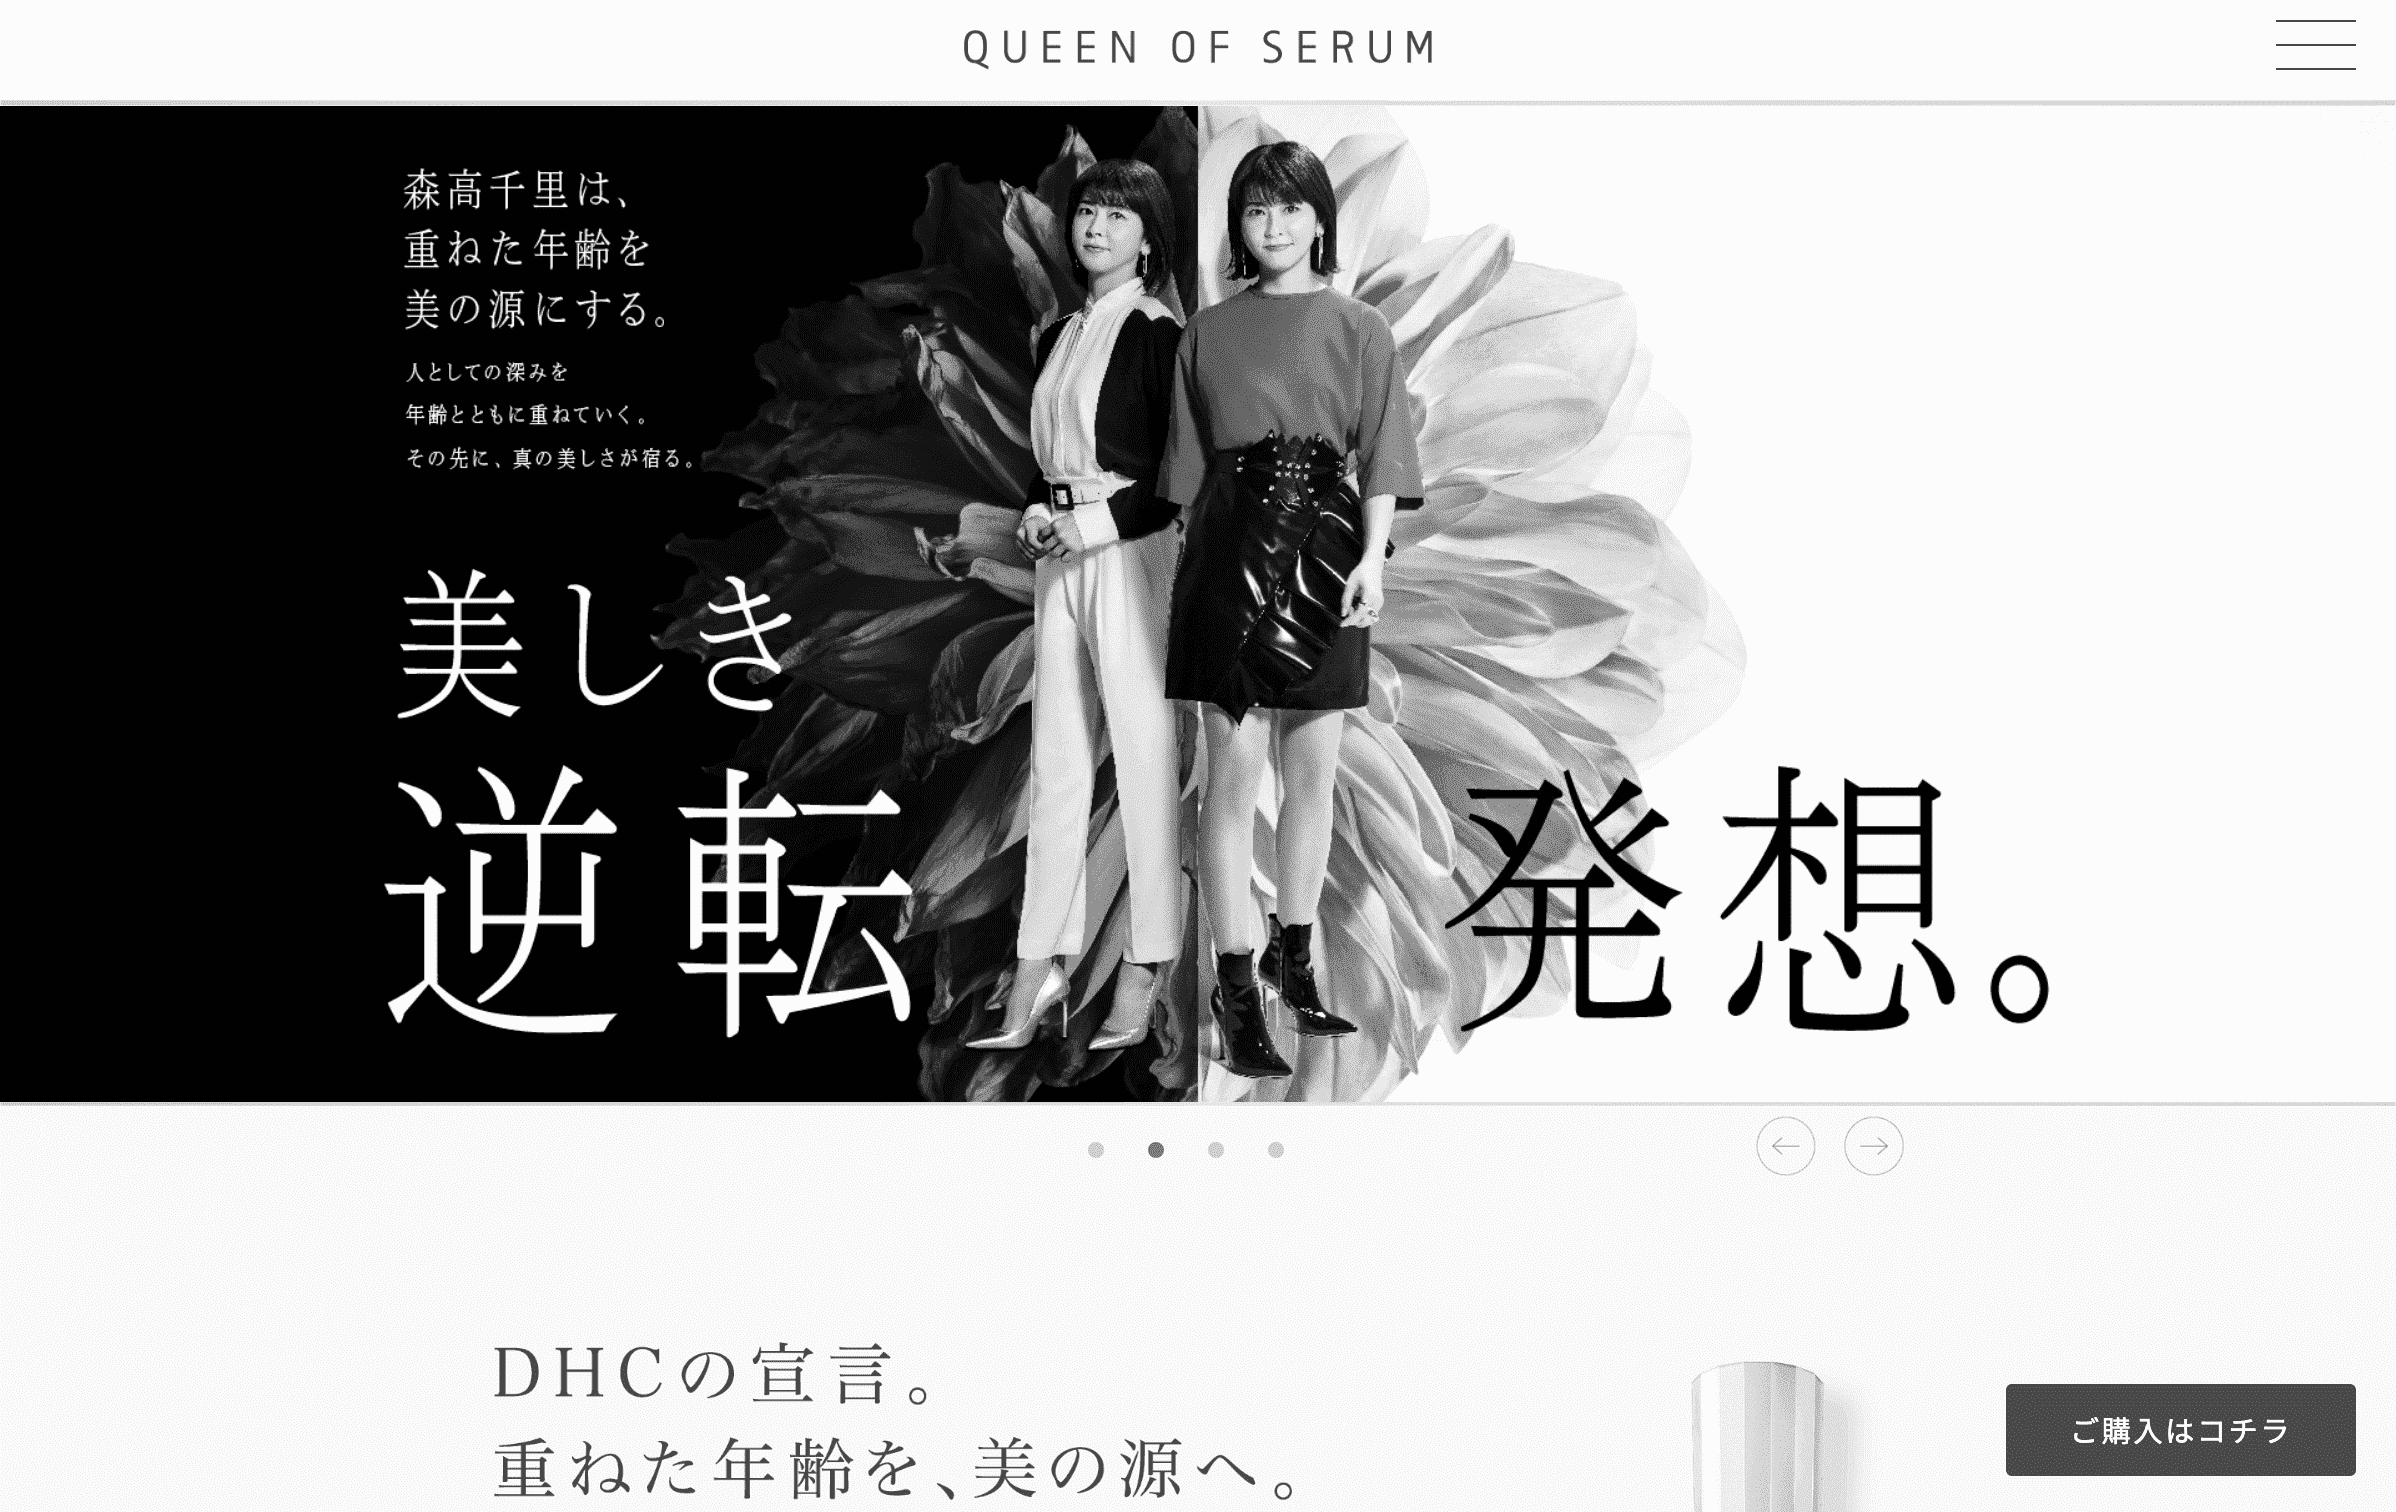 QUEEN OF SERUM
森高千里は、
重ねた年齢を
美の源にする。
人としての深みを
年齢とともに重ねていく。
その先に、真の美しさが宿る。
美しき
逆転発想。
DHCの宣言。
重ねた年齢を、美の源へ。
ご購入はコチラ